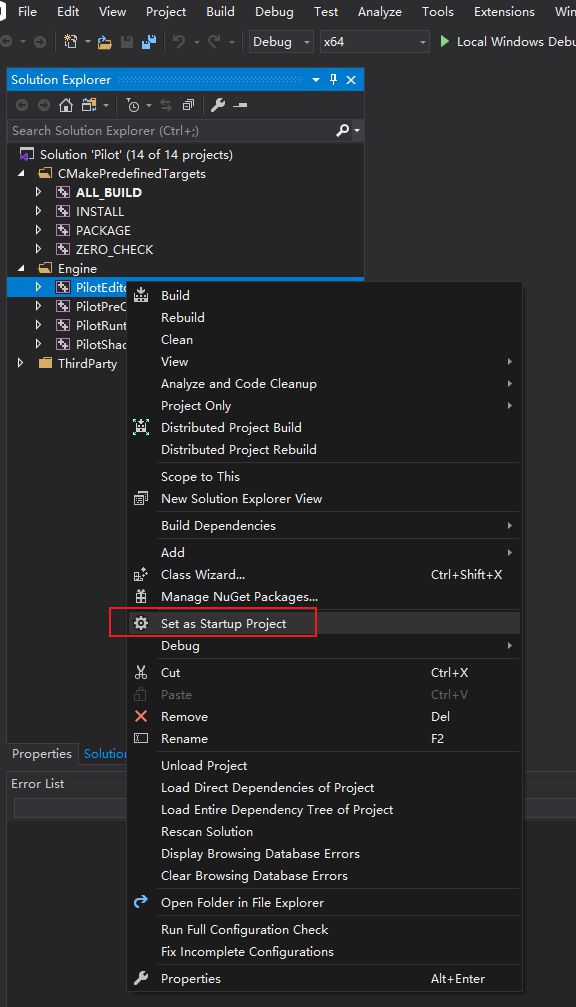 File Edit View Project Build Debug Test Analyze Tools Extensions Win
Debug x64 Local Windows Debu
Solution Explorer
Search Solution Explorer (Ctrl+;)
Solution 'Pilot' (14 of 14 projects)
CMakePredefinedTargets
ALL_BUILD
INSTALL
PACKAGE
ZERO_CHECK
Engine
PilotEdito
PilotPreC
PilotRunt
PilotShad
ThirdParty
Build
Rebuild
Clean
View
Analyze and Code Cleanup
Project Only
Distributed Project Build
Distributed Project Rebuild
Scope to This
New Solution Explorer View
Build Dependencies
Add
Class Wizard... Ctrl+Shift+X
Manage NuGet Packages...
Set as Startup Project
Debug
Cut Ctrl+X
Paste Ctrl+V
Remove Del
Rename F2
Unload Project
Load Direct Dependencies of Project
Load Entire Dependency Tree of Project
Rescan Solution
Display Browsing Database Errors
Clear Browsing Database Errors
Open Folder in File Explorer
Run Full Configuration Check
Fix Incomplete Configurations
Properties Alt+Enter
Properties Solution
Error List